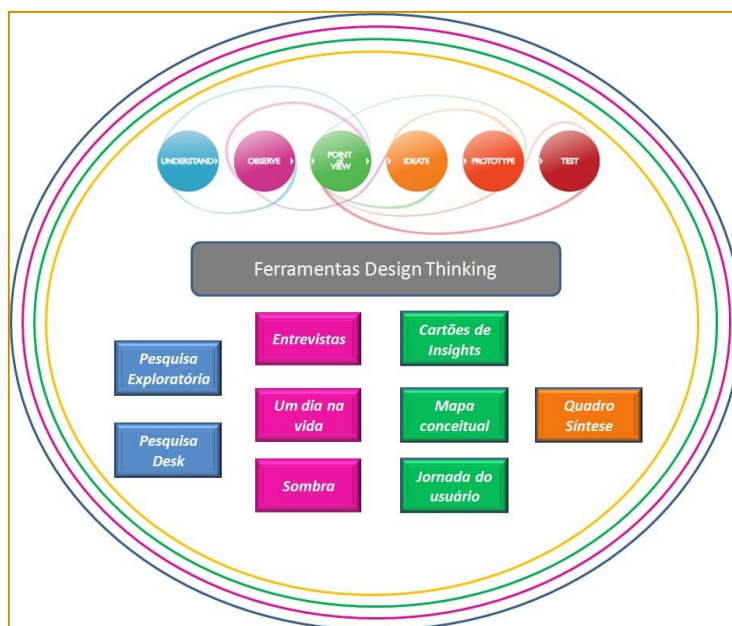 UNDERSTAND
OBSERVE
POINT
of
VIEW
IDEATE
PROTOTYPE
TEST
Ferramentas Design Thinking
Pesquisa
Exploratória
Pesquisa
Desk
Entrevistas
Um dia na
vida
Sombra
Cartões de
Insights
Mapa
conceitual
Jornada do
usuário
Quadro
Síntese